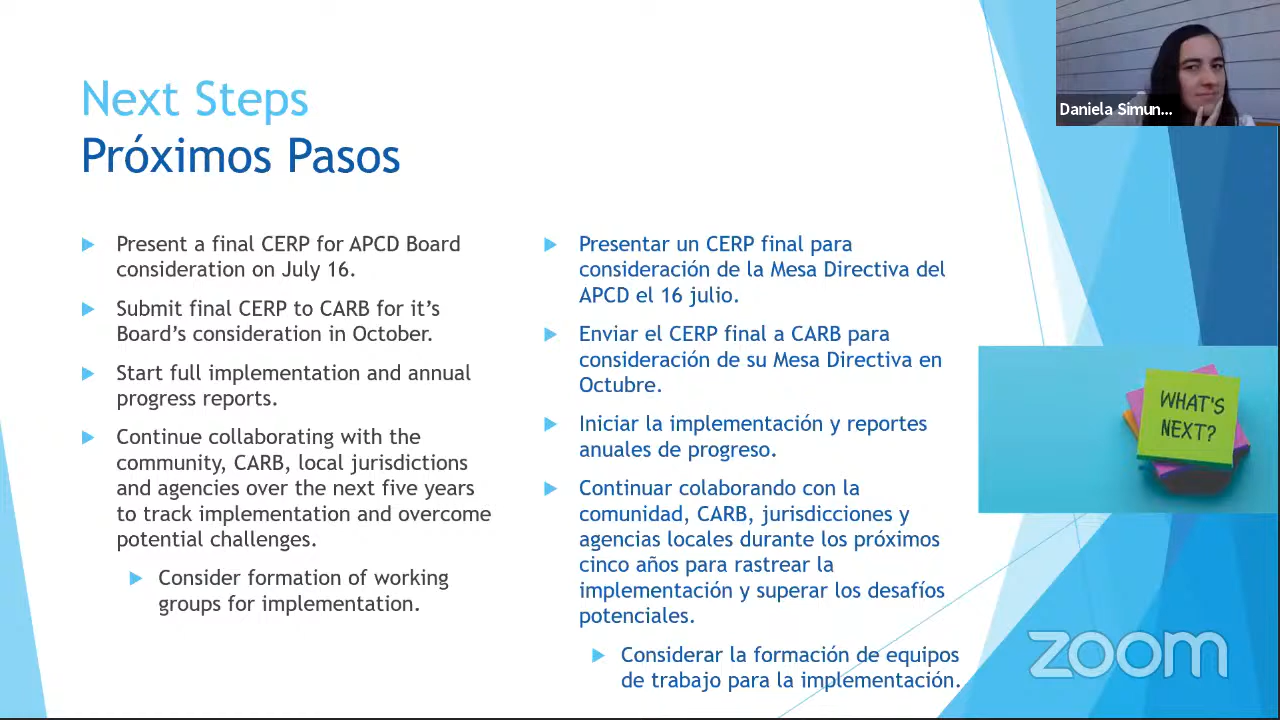 Next Steps
Próximos Pasos
Present a final CERP for APCD Board
consideration on July 16.
Submit final CERP to CARB for it's
Board's consideration in October.
Start full implementation and annual
progress reports.
Continue collaborating with the
community, CARB, local jurisdictions
and agencies over the next five years
to track implementation and overcome
potential challenges.
Consider formation of working
groups for implementation.
Presentar un CERP final para
consideración de la Mesa Directiva del
APCD el 16 julio.
Enviar el CERP final a CARB para
consideración de su Mesa Directiva en
Octubre.
Iniciar la implementación y reportes
anuales de progreso.
Continuar colaborando con la
comunidad, CARB, jurisdicciones y
agencias locales durante los próximos
cinco años para rastrear la
implementación y superar los desafíos
potenciales.
Considerar la formación de equipos
de trabajo para la implementación.
Daniela Simun...
WHAT'S
NEXT?
zoom